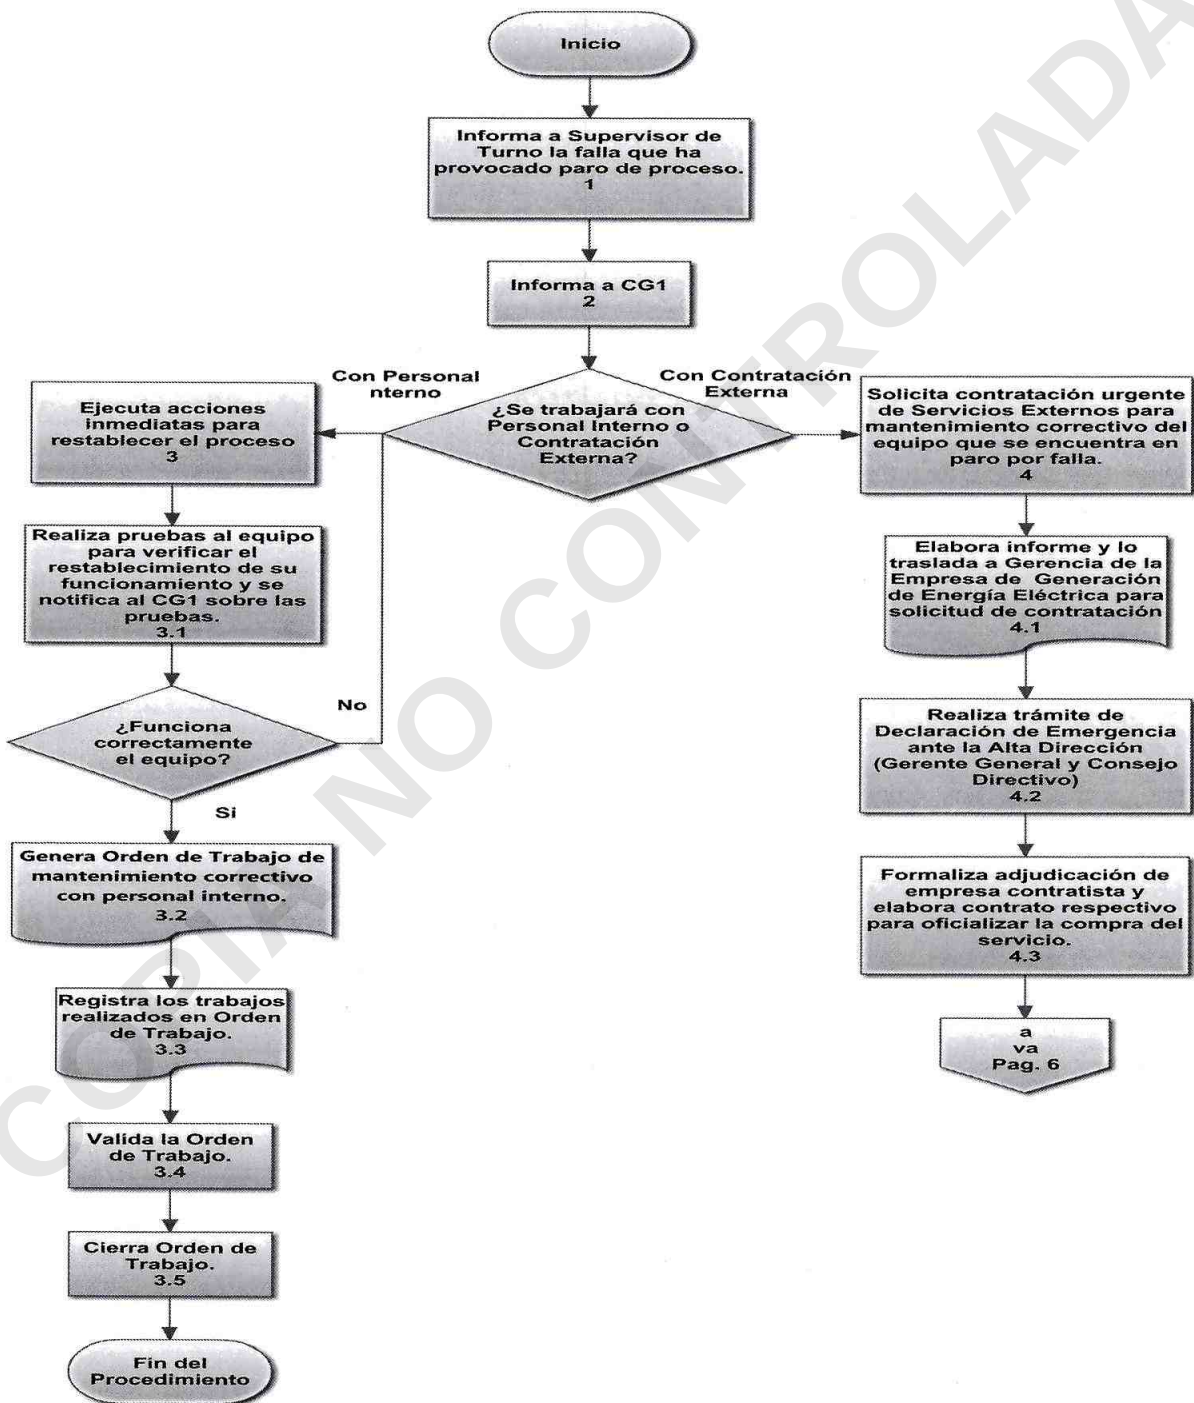 Inicio
Informa a Supervisor de
Turno la falla que ha
provocado paro de proceso.
1
Informa a CG1
2
¿Se trabajará con
Personal Interno o
Contratación
Externa?
Con Personal
nterno
Con Contratación
Externa
Ejecuta acciones
inmediatas para
restablecer el proceso
3
Realiza pruebas al equipo
para verificar el
restablecimiento de su
funcionamiento y se
notifica al CG1 sobre las
pruebas.
3.1
¿Funciona
correctamente
el equipo?
No
Si
Genera Orden de Trabajo de
mantenimiento correctivo
con personal interno.
3.2
Registra los trabajos
realizados en Orden
de Trabajo.
3.3
Valida la Orden
de Trabajo.
3.4
Cierra Orden de
Trabajo.
3.5
Fin del
Procedimiento
Solicita contratación urgente
de Servicios Externos para
mantenimiento correctivo del
equipo que se encuentra en
paro por falla.
4
Elabora informe y lo
traslada a Gerencia de la
Empresa de Generación
de Energía Eléctrica para
solicitud de contratación
4.1
Realiza trámite de
Declaración de Emergencia
ante la Alta Dirección
(Gerente General y Consejo
Directivo)
4.2
Formaliza adjudicación de
empresa contratista y
elabora contrato respectivo
para oficializar la compra del
servicio.
4.3
a
va
Pag. 6
COPIA NO CONTROLADA